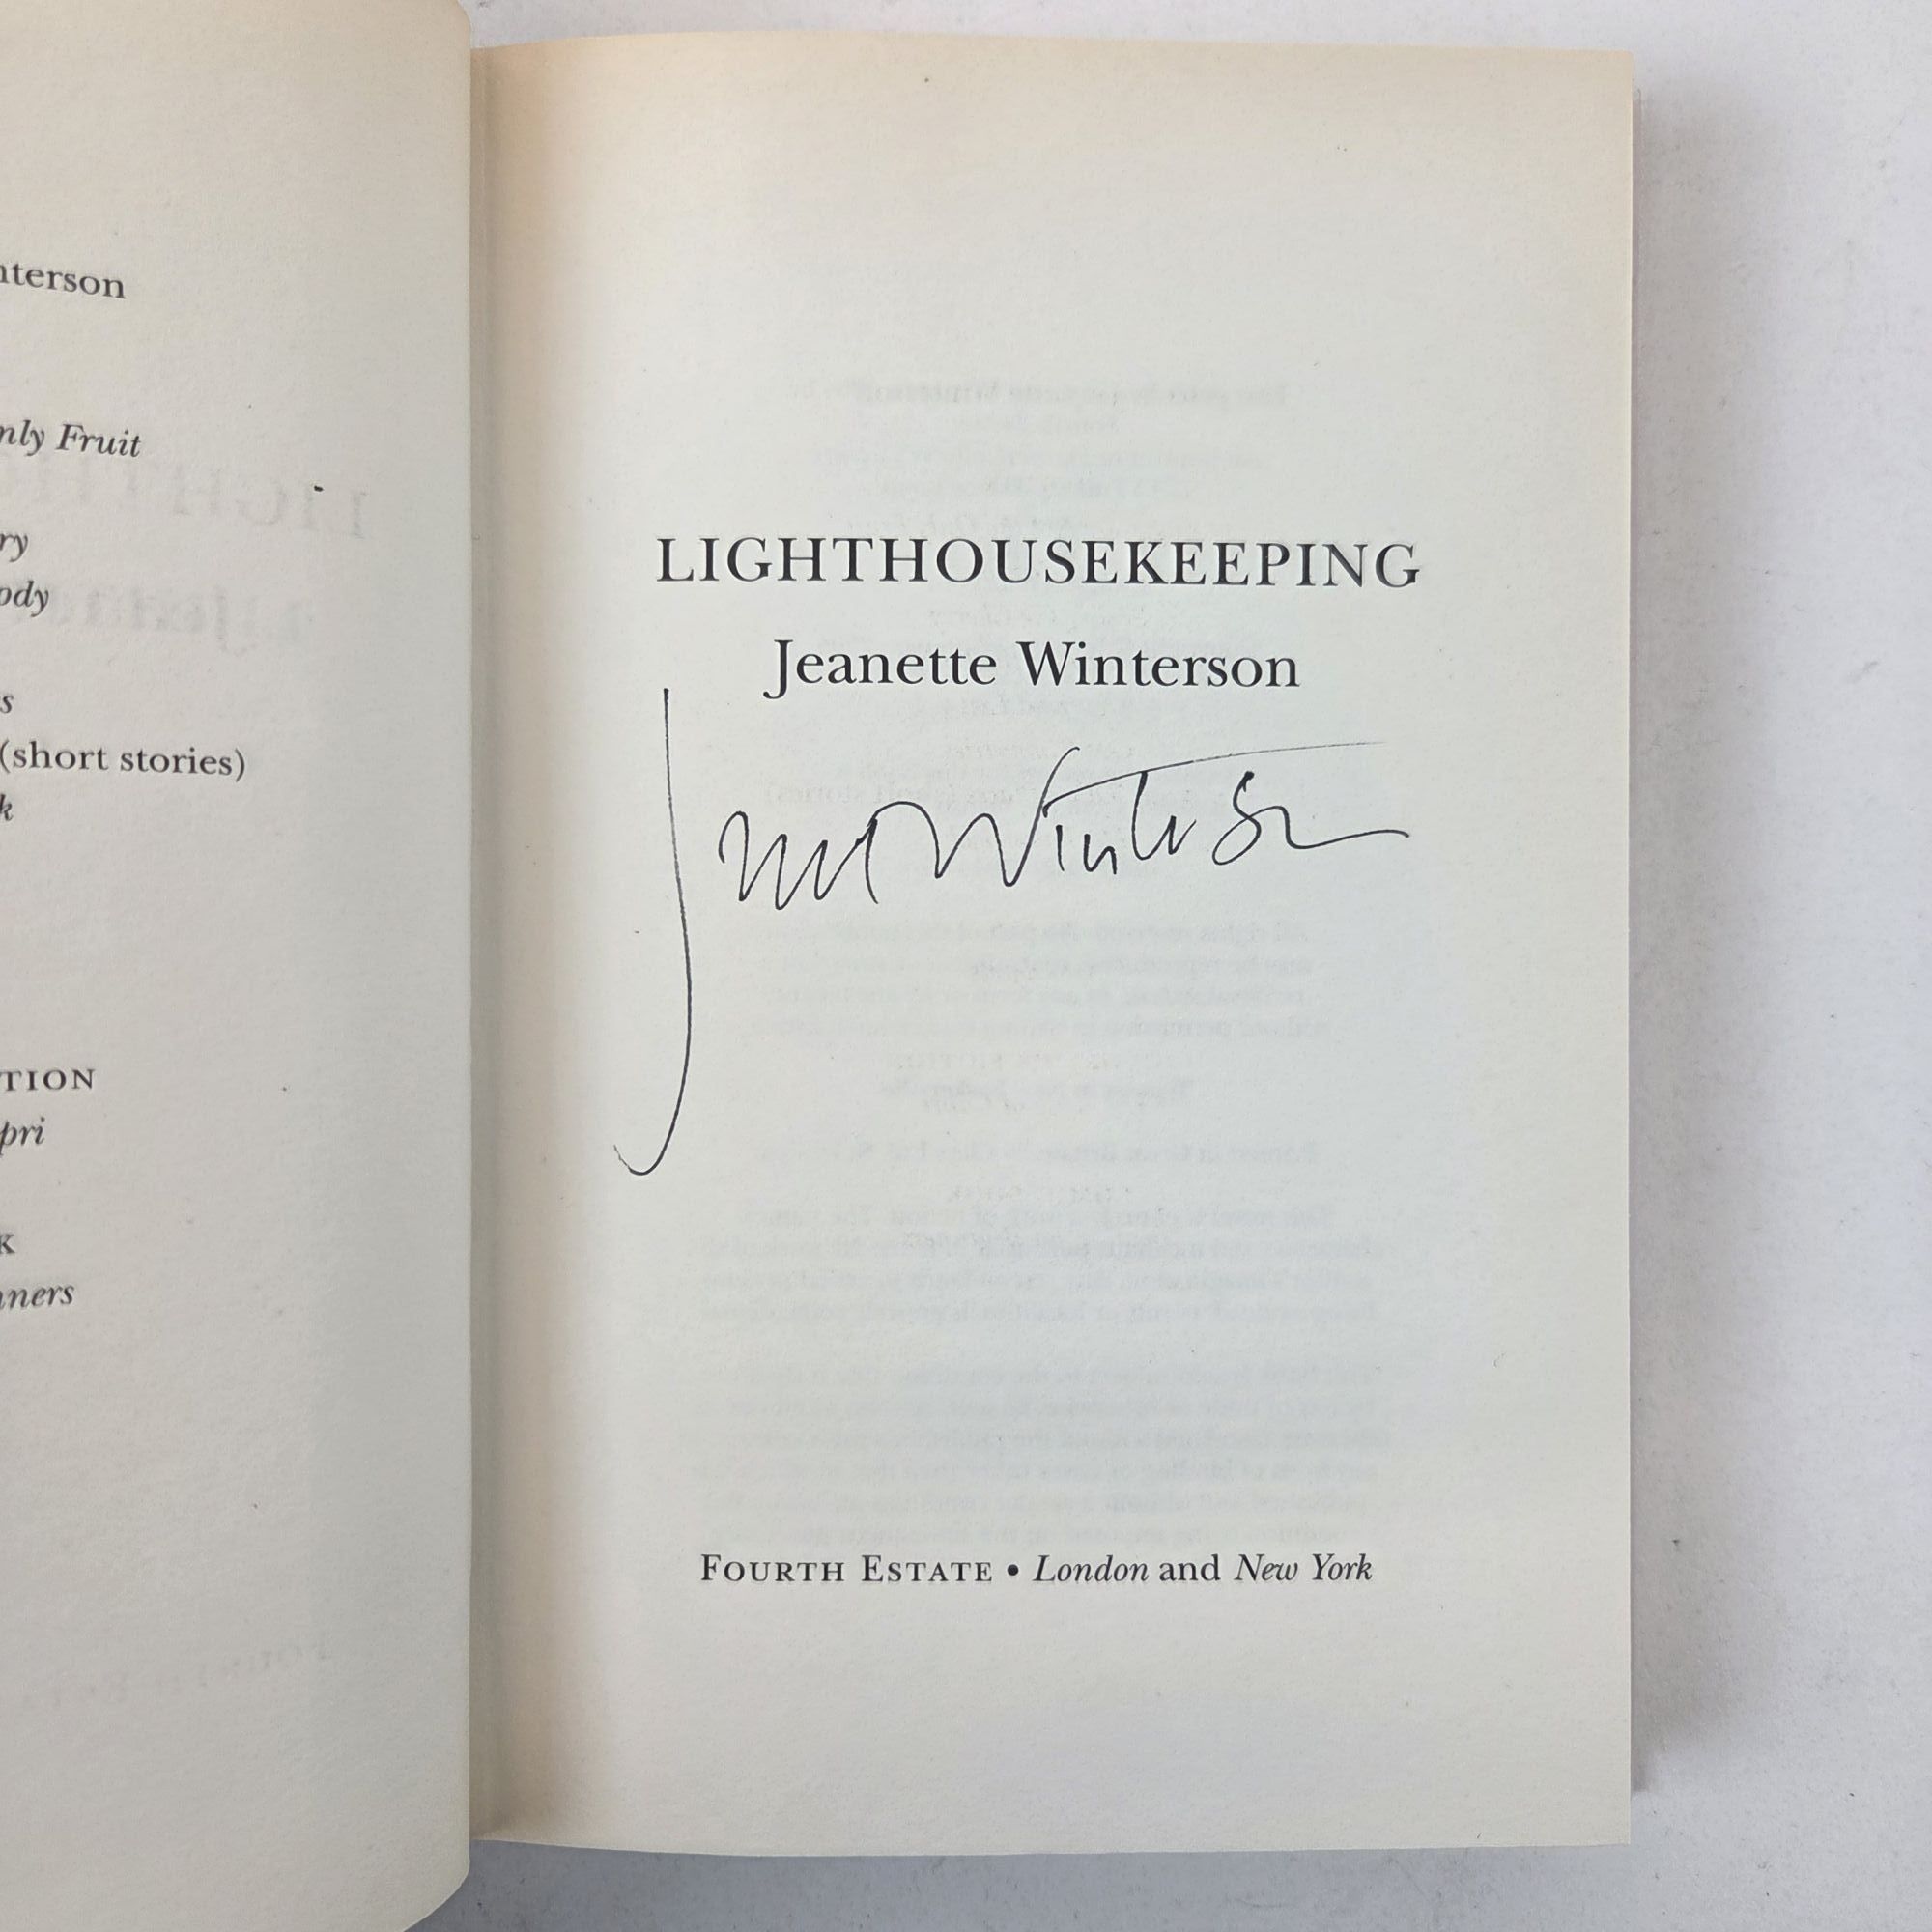 nterson
nly Fruit
ry
ody
s
(short stories)
k
TION
pri
K
nners
LIGHTHOUSEKEEPING
Jeanette Winterson
Winterson
FOURTH ESTATE • London and New York